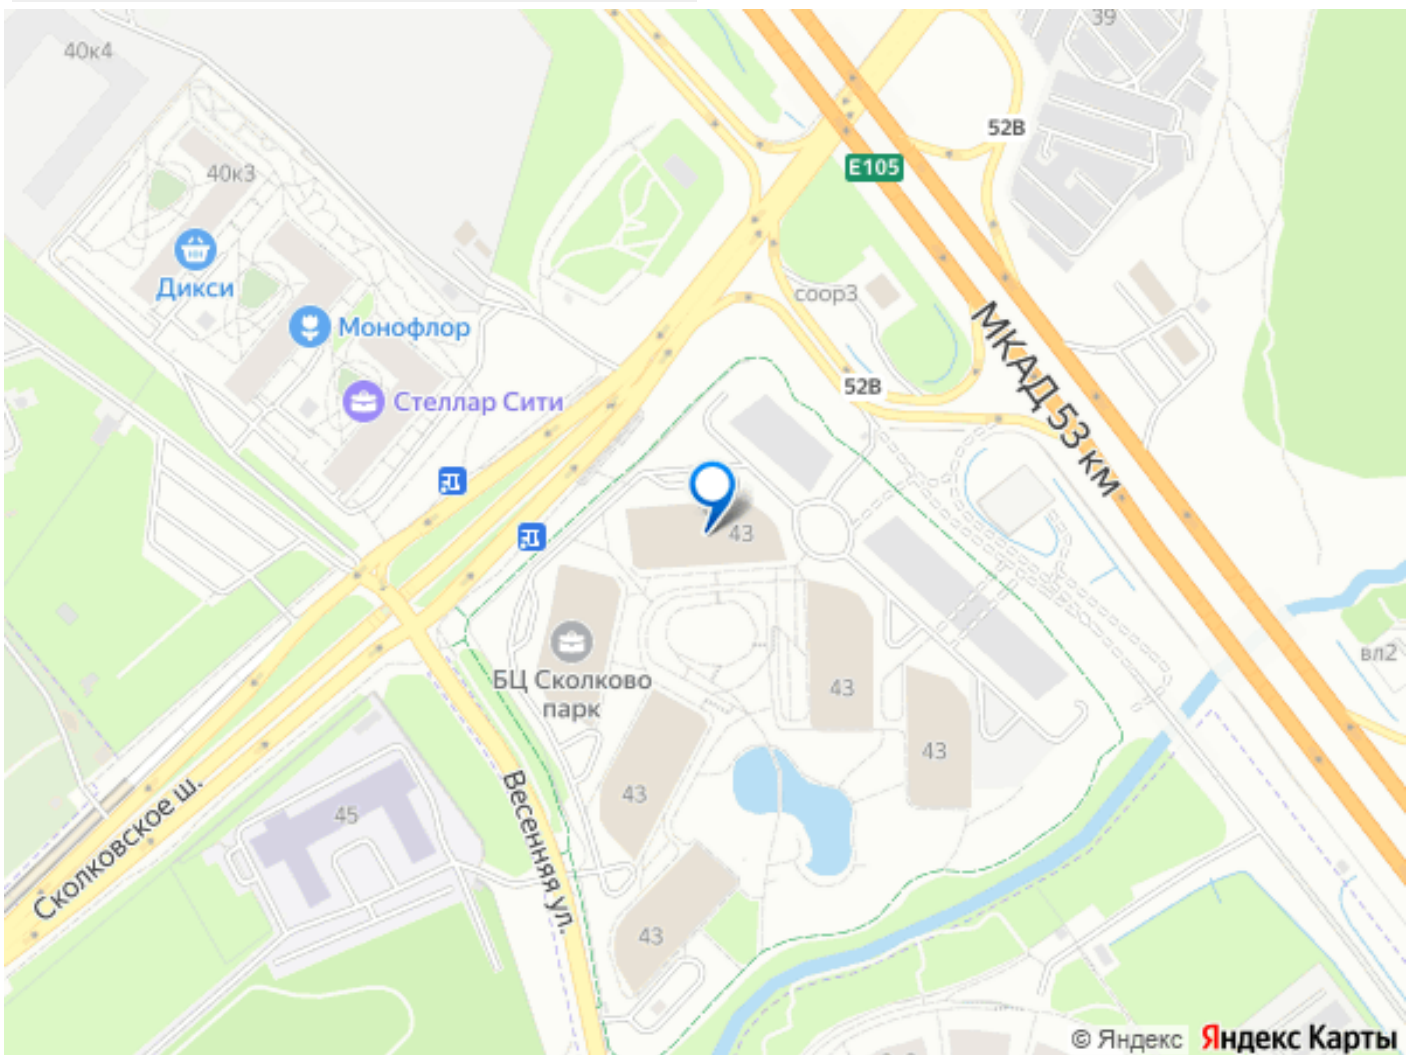 40к4
39
52В
40к3
Е105
Дикси
соор3
Монофлор
МКАД 53 км
52В
Стеллар Сити
43
вл2
БЦ Сколково
парк
43
43
43
Сколковское ш.
Весенняя ул.
45
43
© Яндекс Яндекс Карты